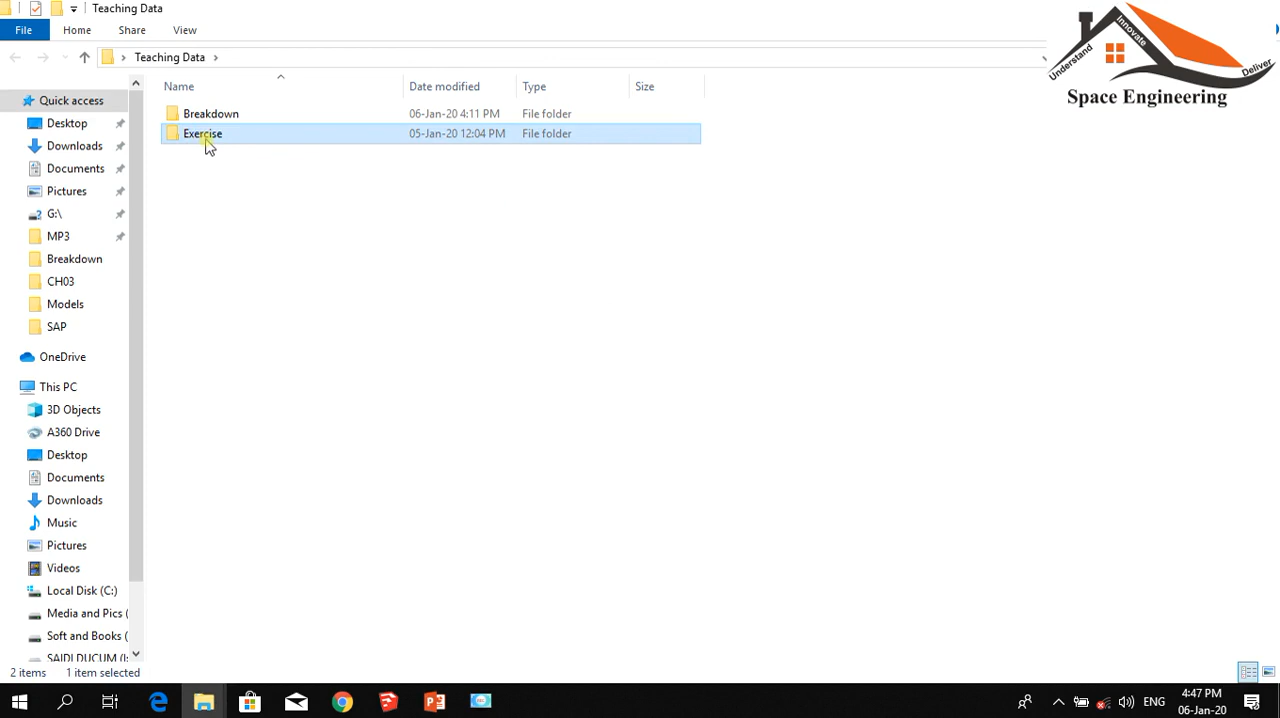 Teaching Data
File Home Share View
Teaching Data
Understand Innovate Deliver
Space Engineering
Name Date modified Type Size
Breakdown 06-Jan-20 4:11 PM File folder
Exercise 05-Jan-20 12:04 PM File folder
Quick access
Desktop
Downloads
Documents
Pictures
G:\
MP3
Breakdown
CH03
Models
SAP
OneDrive
This PC
3D Objects
A360 Drive
Desktop
Documents
Downloads
Music
Pictures
Videos
Local Disk (C:)
Media and Pics (
Soft and Books (
SAIDI DUCUM (I:
2 items 1 item selected
ENG
4:47 PM
06-Jan-20